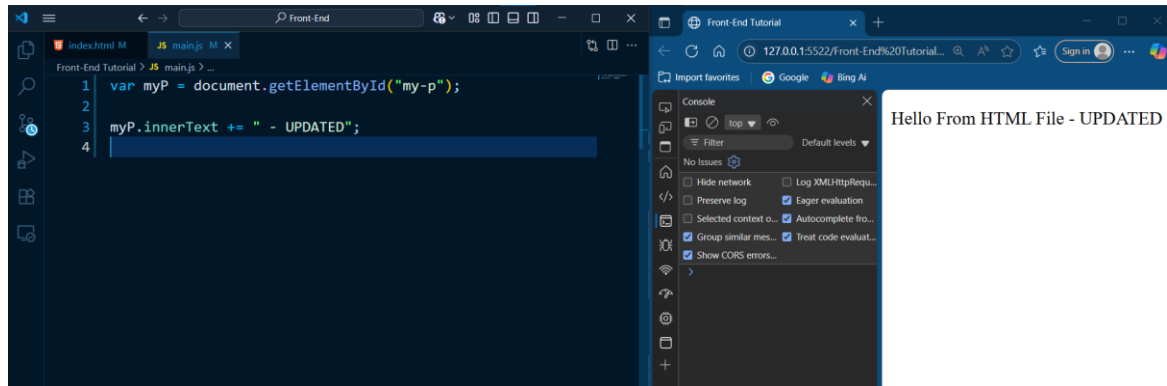 Front-End
index.html M
JS main.js M
Front-End Tutorial > JS main.js > ...
1 var myP = document.getElementById("my-p");
2
3 myP.innerText += " - UPDATED";
4
Front-End Tutorial
127.0.0.1:5522/Front-End%20Tutorial...
Sign in
Import favorites
Google
Bing Ai
Console
top
Filter
Default levels
No Issues
Hide network
Log XMLHttpRequ...
Preserve log
Eager evaluation
Selected context o...
Autocomplete fro...
Group similar mes...
Treat code evaluat...
Show CORS errors...
Hello From HTML File - UPDATED